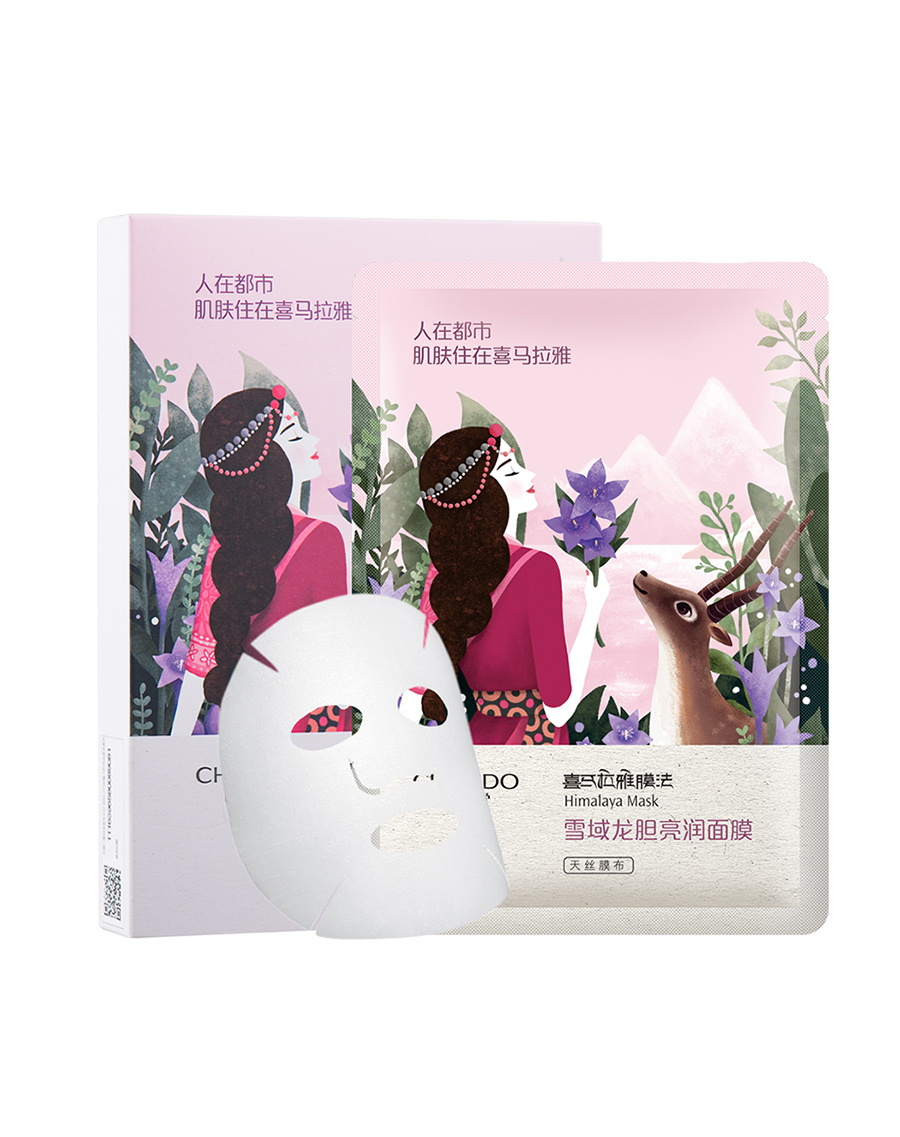 人在都市
肌肤住在喜马拉雅
人在都市
肌肤住在喜马拉雅
CH
DO
喜马拉雅膜法
Himalaya Mask
雪域龙胆亮润面膜
天丝膜布